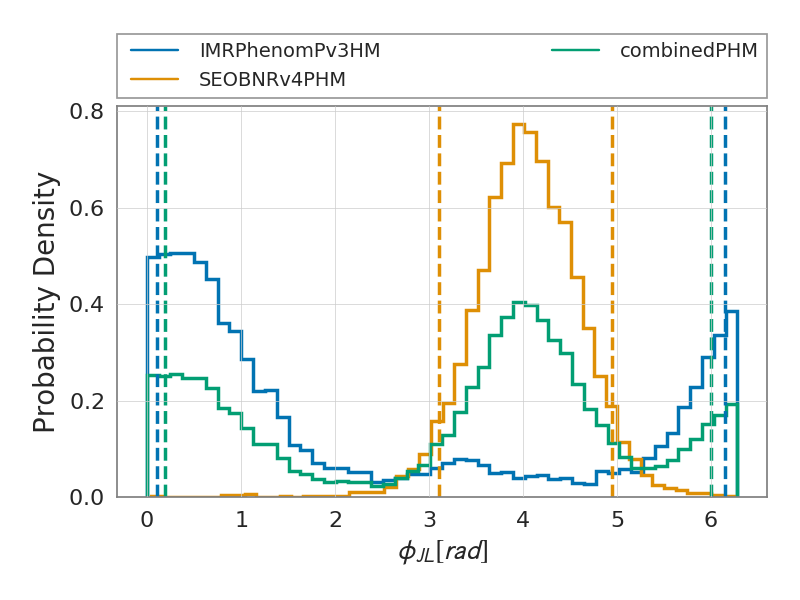 IMRPhenomPv3HM
SEOBNRv4PHM
combinedPHM
Probability Density
0.8
0.6
0.4
0.2
0.0
0 1 2 3 4 5 6
ϕJL[rad]